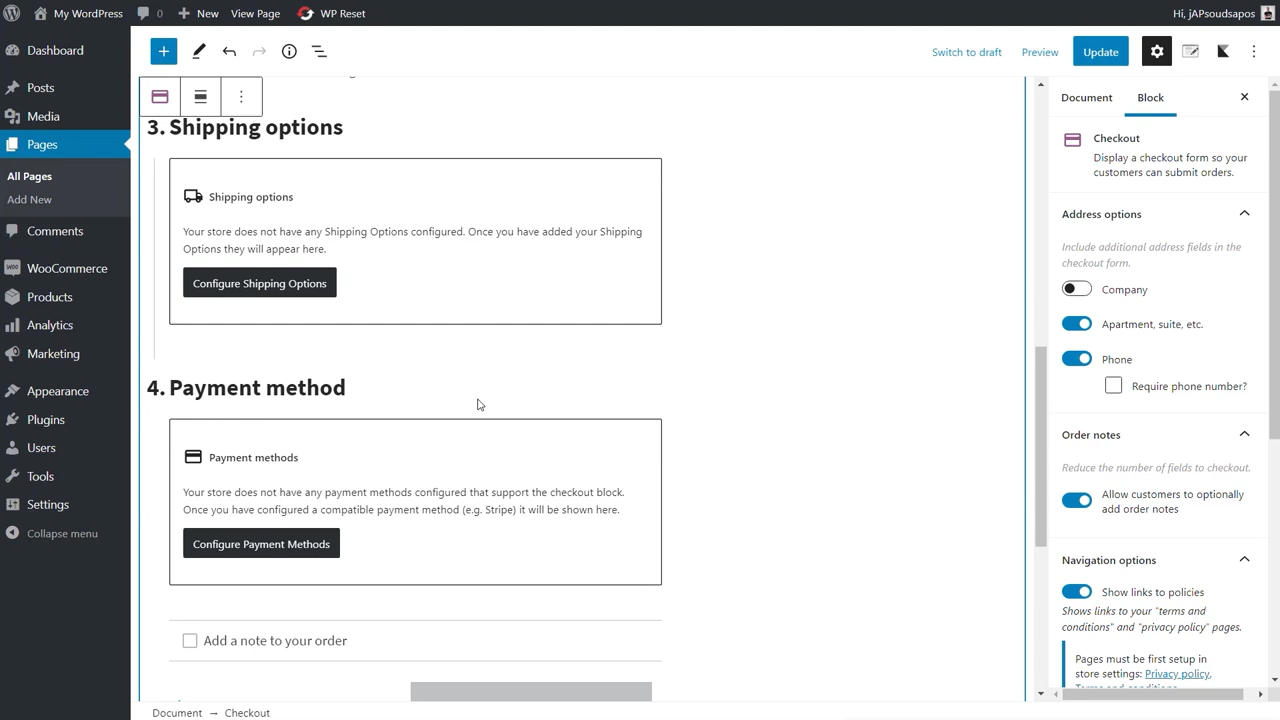 My WordPress
0
New
View Page
WP Reset
Hi, jAPsoudsapos
Dashboard
Posts
Media
Pages
All Pages
Add New
Comments
WooCommerce
Products
Analytics
Marketing
Appearance
Plugins
Users
Tools
Settings
Collapse menu
Switch to draft
Preview
Update
3. Shipping options
Shipping options
Your store does not have any Shipping Options configured. Once you have added your Shipping
Options they will appear here.
Configure Shipping Options
4. Payment method
Payment methods
Your store does not have any payment methods configured that support the checkout block.
Once you have configured a compatible payment method (e.g. Stripe) it will be shown here.
Configure Payment Methods
Add a note to your order
Document → Checkout
Document
Block
Checkout
Display a checkout form so your
customers can submit orders.
Address options
Include additional address fields in the
checkout form.
Company
Apartment, suite, etc.
Phone
Require phone number?
Order notes
Reduce the number of fields to checkout.
Allow customers to optionally
add order notes
Navigation options
Show links to policies
Shows links to your "terms and
conditions" and "privacy policy" pages.
Pages must be first setup in
store settings: Privacy policy,
Terms and conditions.